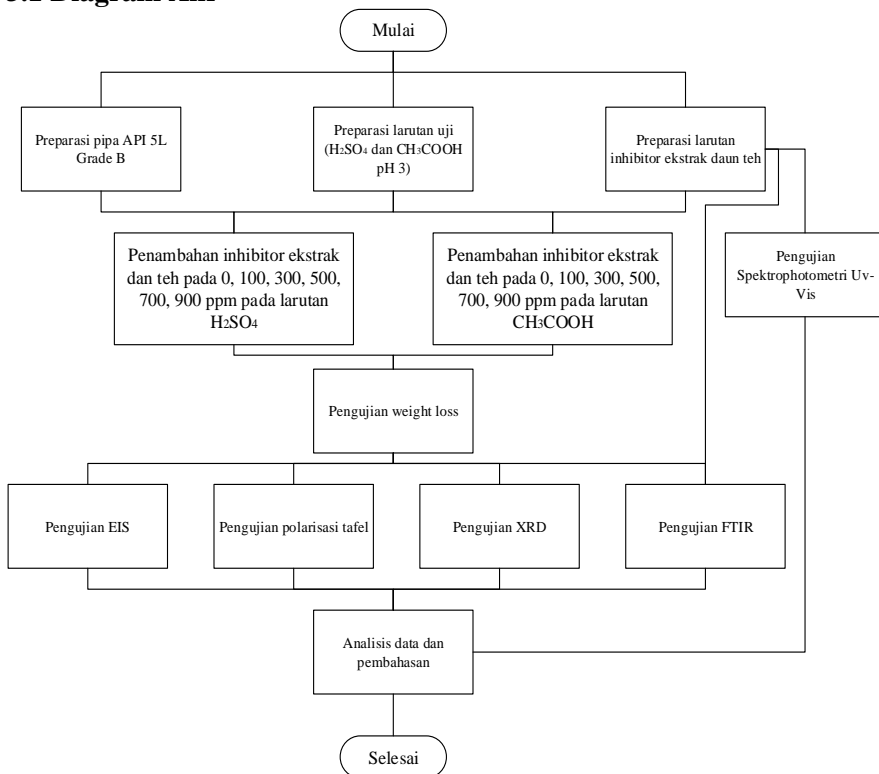 Diagram Alir
Mulai
Preparasi pipa API 5L
Grade B
Preparasi larutan uji
(H₂SO₄ dan CH₃COOH
pH 3)
Preparasi larutan
inhibitor ekstrak daun teh
Penambahan inhibitor ekstrak
dan teh pada 0, 100, 300, 500,
700, 900 ppm pada larutan
H₂SO₄
Penambahan inhibitor ekstrak
dan teh pada 0, 100, 300, 500,
700, 900 ppm pada larutan
CH₃COOH
Pengujian
Spektrophotometri Uv-
Vis
Pengujian weight loss
Pengujian EIS
Pengujian polarisasi tafel
Pengujian XRD
Pengujian FTIR
Analisis data dan
pembahasan
Selesai